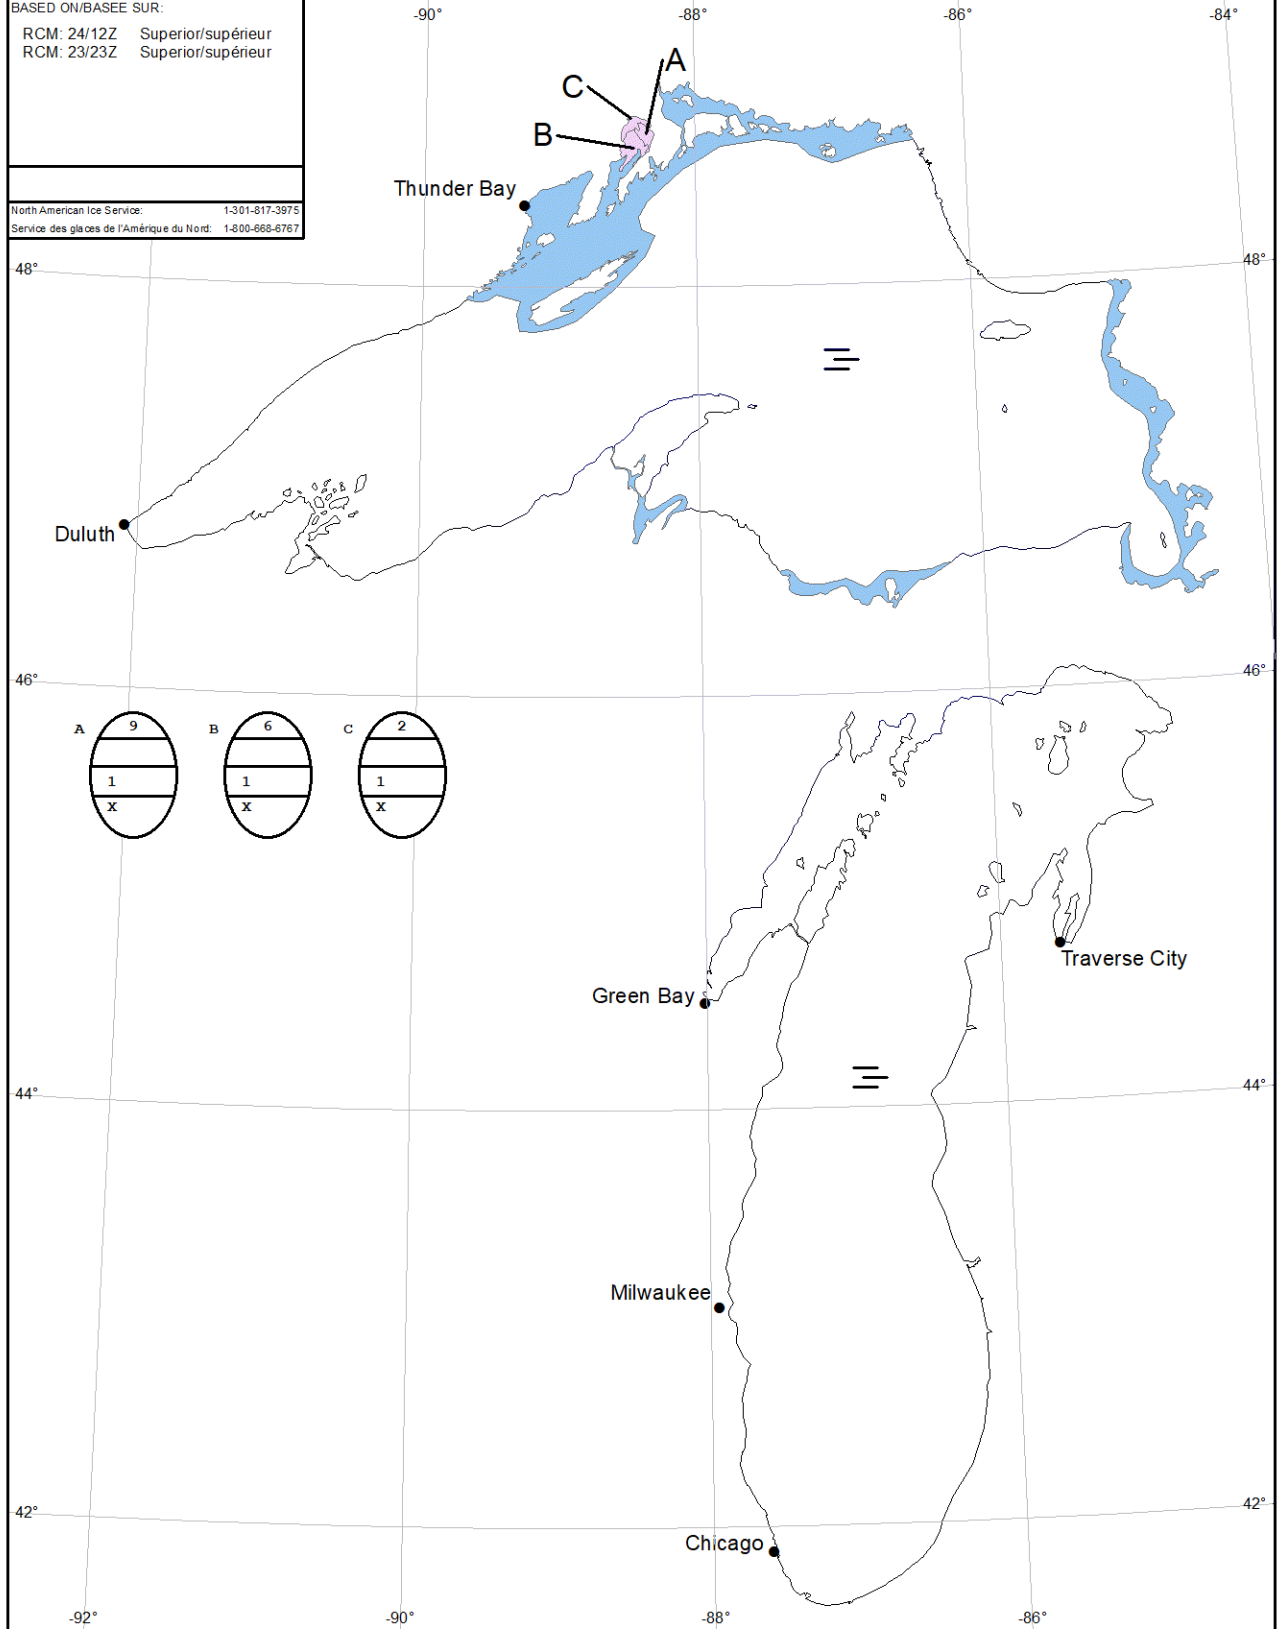 BASED ON/BASEE SUR:
RCM: 24/12Z Superior/supérieur
RCM: 23/23Z Superior/supérieur
North American Ice Service: 1-301-817-3975
Service des glaces de l'Amérique du Nord: 1-800-668-6767
-90° -88° -86° -84°
A
C
B
Thunder Bay
48° 48°
Duluth
46° 46°
A 9 B 6 C 2
1 1 1
X X X
Traverse City
Green Bay
44° 44°
Milwaukee
42° 42°
Chicago
-92° -90° -88° -86°